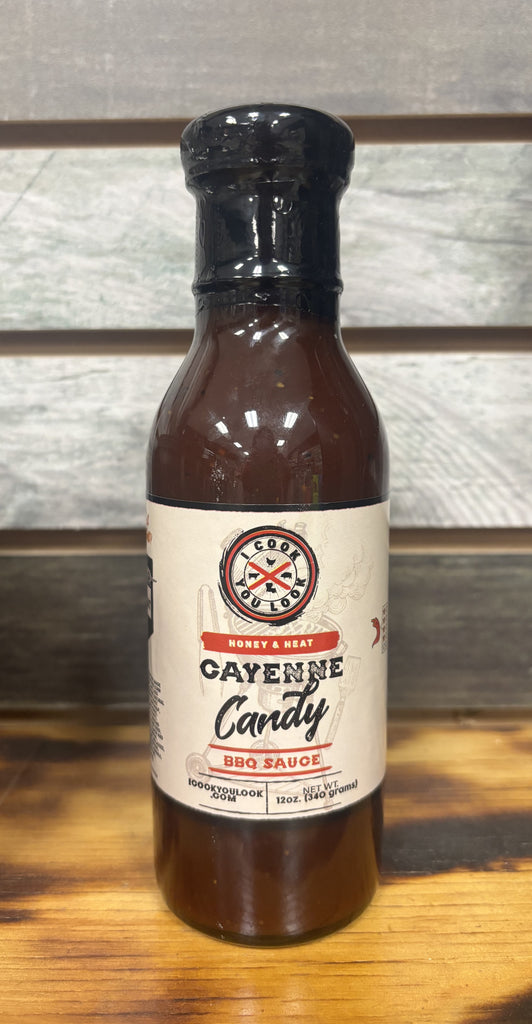 I COOK
YOU LOOK
HONEY & HEAT
CAYENNE
Candy
BBQ SAUCE
ICOOKYOULOOK
.COM
NET WT.
12oz. (340 grams)